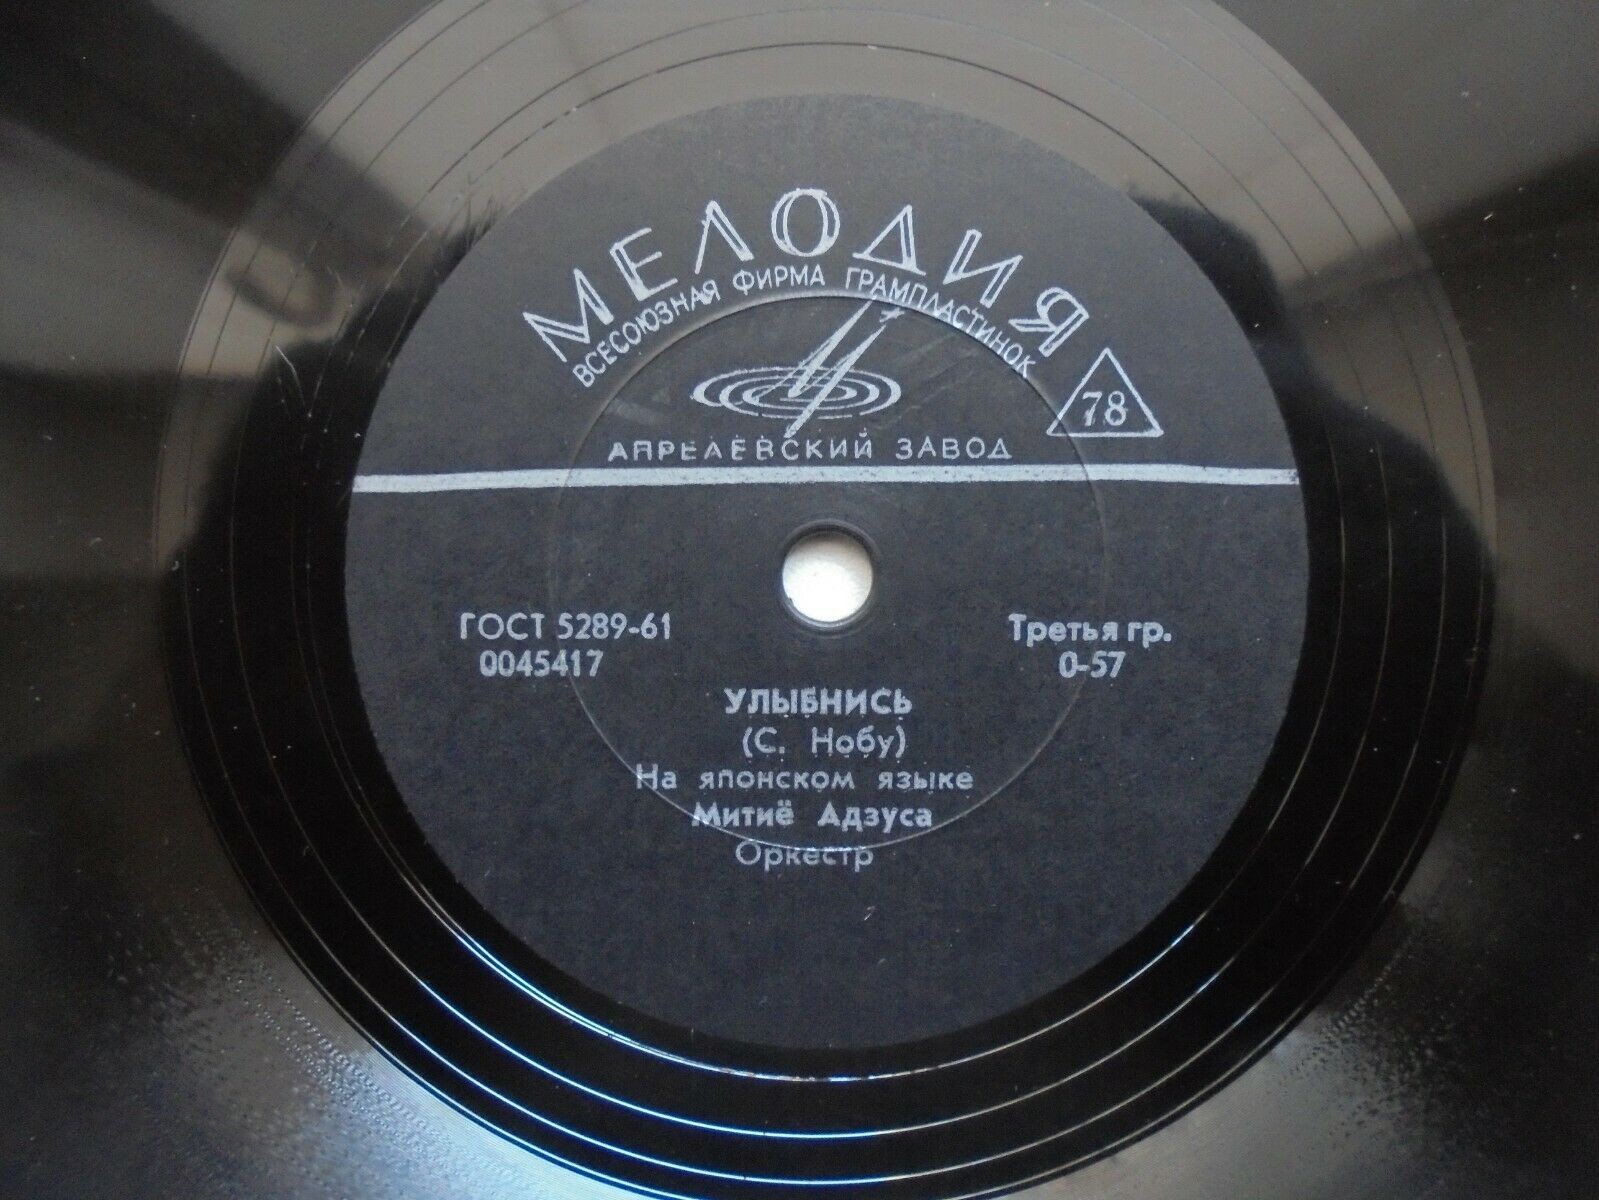 МЕЛОДИЯ
ВСЕСОЮЗНАЯ ФИРМА ГРАМПЛАСТИНОК
78
АПРЕЛЕВСКИЙ ЗАВОД
ГОСТ 5289-61
0045417
Третья гр.
0-57
УЛЫБНИСЬ
(С. Нобу)
На японском языке
Митиё Адзуса
Оркестр